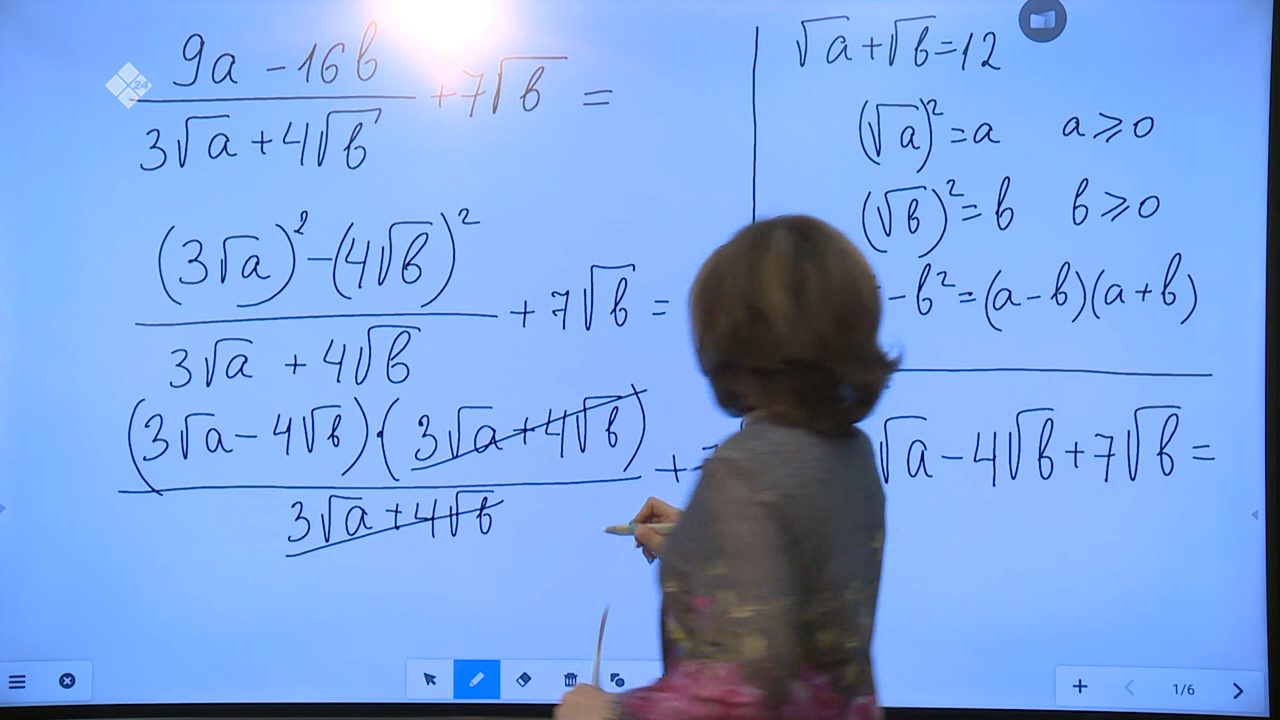 9a - 16b / 3√a + 4√b + 7√b =
(3√a)² - (4√b)² / 3√a + 4√b + 7√b =
(3√a - 4√b)·(3√a + 4√b) / 3√a + 4√b +
√a + √b = 12
(√a)² = a   a ⩾ 0
(√b)² = b   b ⩾ 0
- b² = (a - b)(a + b)
√a - 4√b + 7√b =
x24
1/6